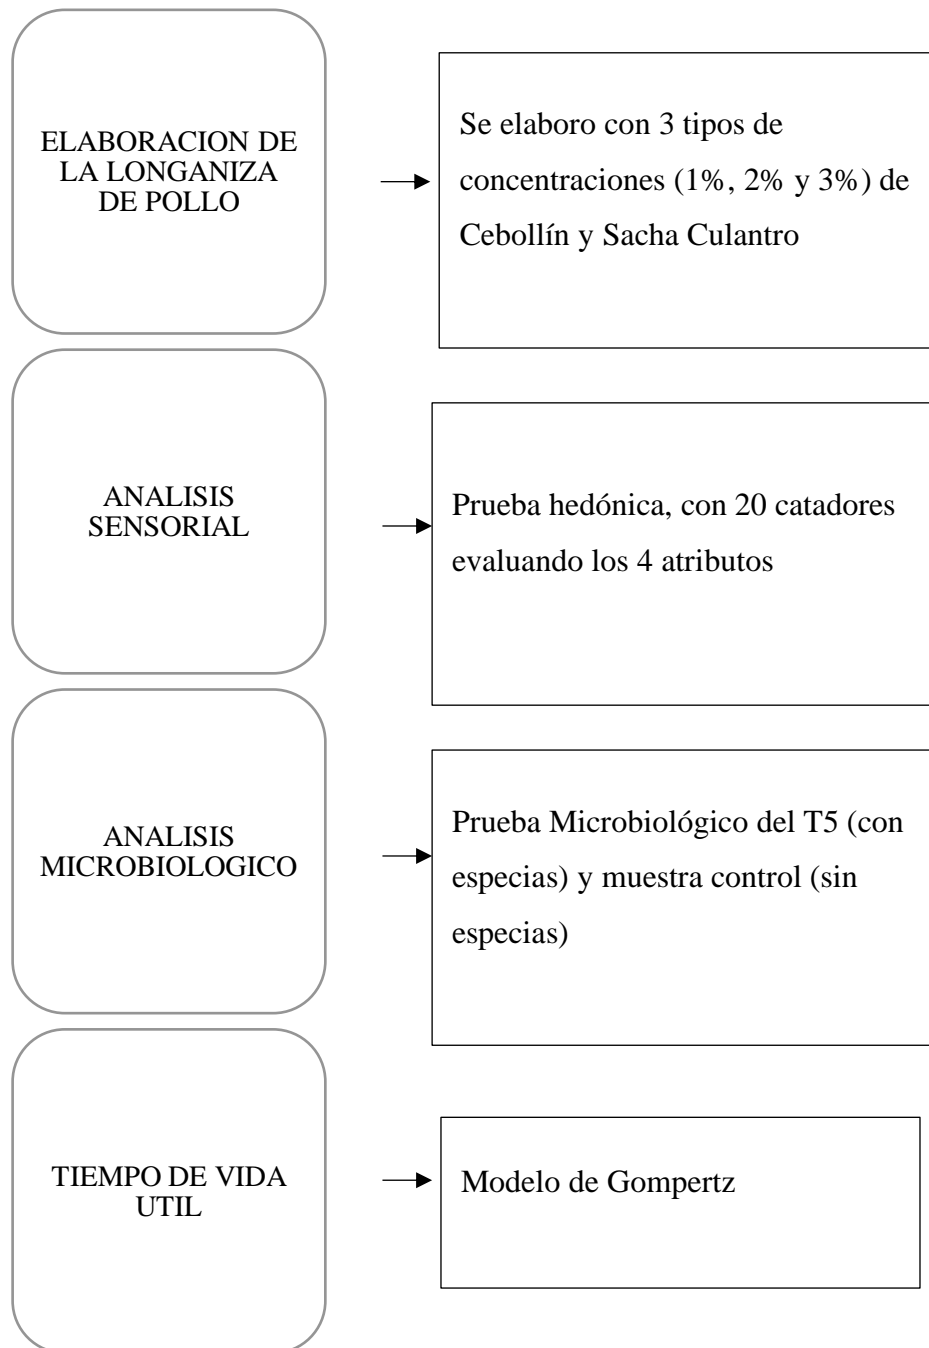 ELABORACION DE
LA LONGANIZA
DE POLLO
Se elaboro con 3 tipos de
concentraciones (1%, 2% y 3%) de
Cebollín y Sacha Culantro
ANALISIS
SENSORIAL
Prueba hedónica, con 20 catadores
evaluando los 4 atributos
ANALISIS
MICROBIOLOGICO
Prueba Microbiológico del T5 (con
especias) y muestra control (sin
especias)
TIEMPO DE VIDA
UTIL
Modelo de Gompertz